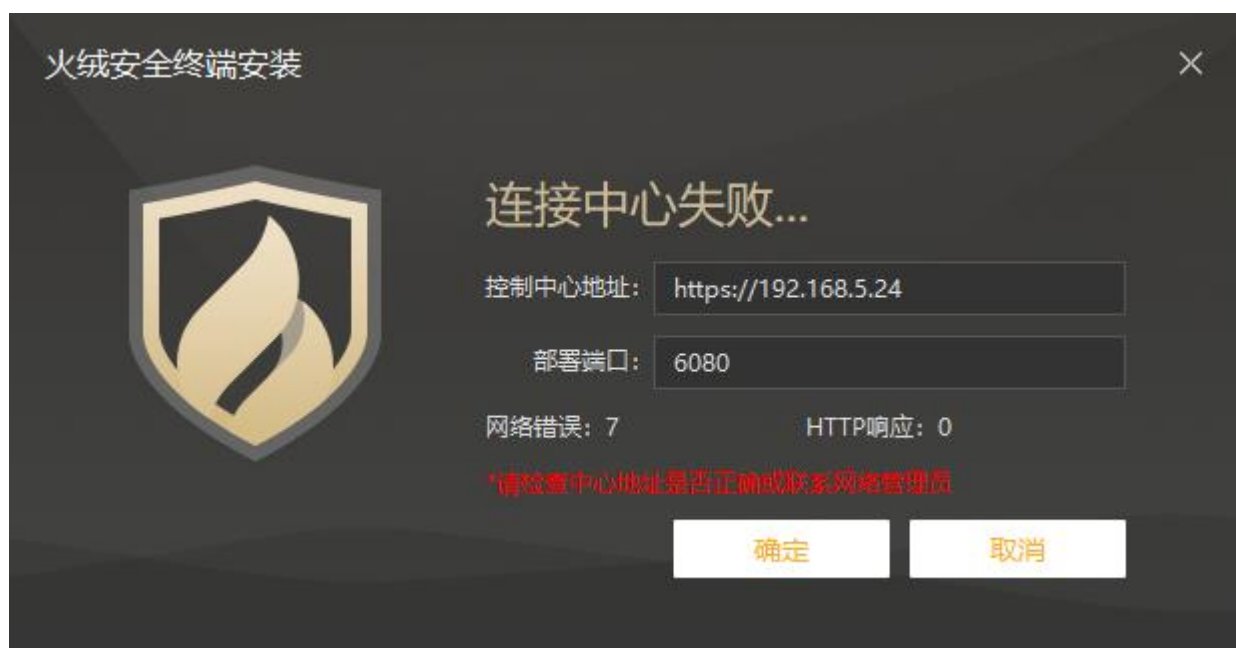 火绒安全终端安装
连接中心失败...
控制中心地址： https://192.168.5.24
部署端口： 6080
网络错误：7 HTTP响应：0
*请检查中心地址是否正确或联系网络管理员
确定 取消